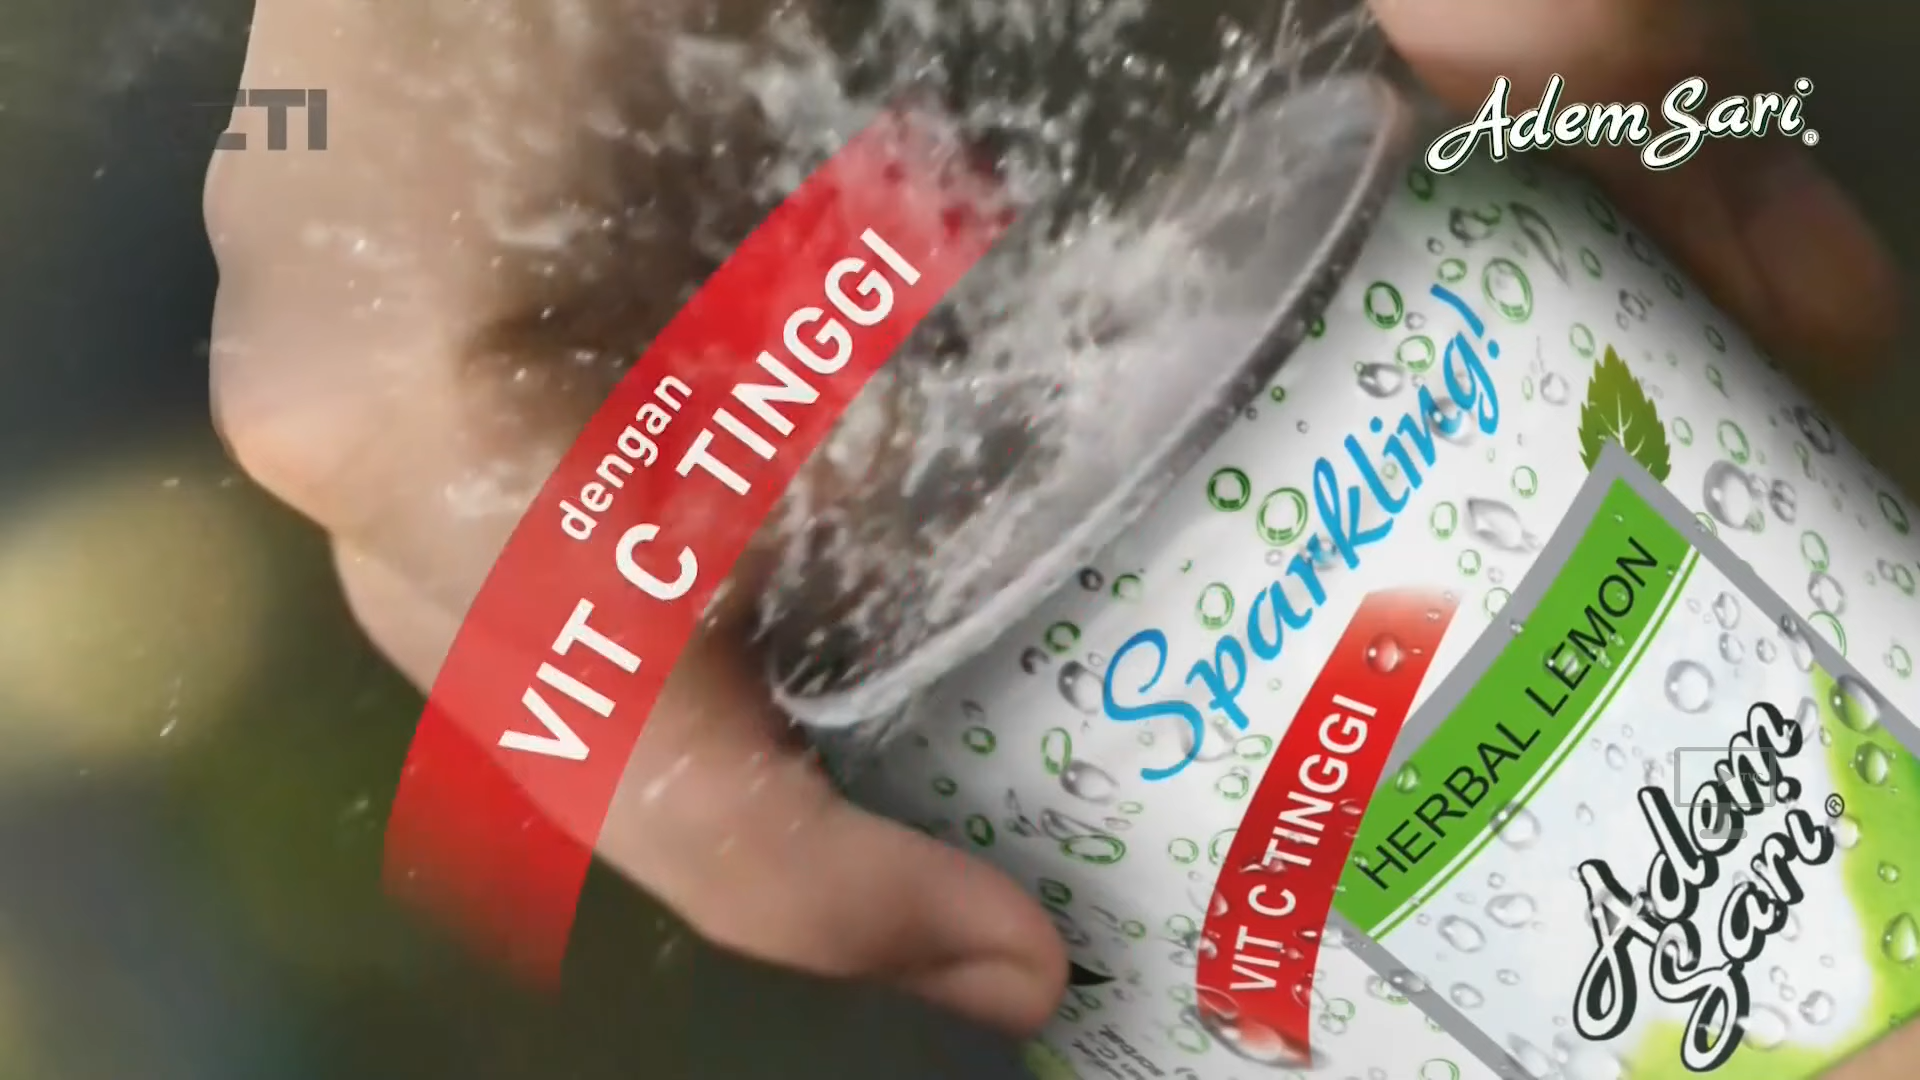 Adem Sari
dengan
VIT C TINGGI
Sparkling!
VIT C TINGGI
HERBAL LEMON
Adem
Sari